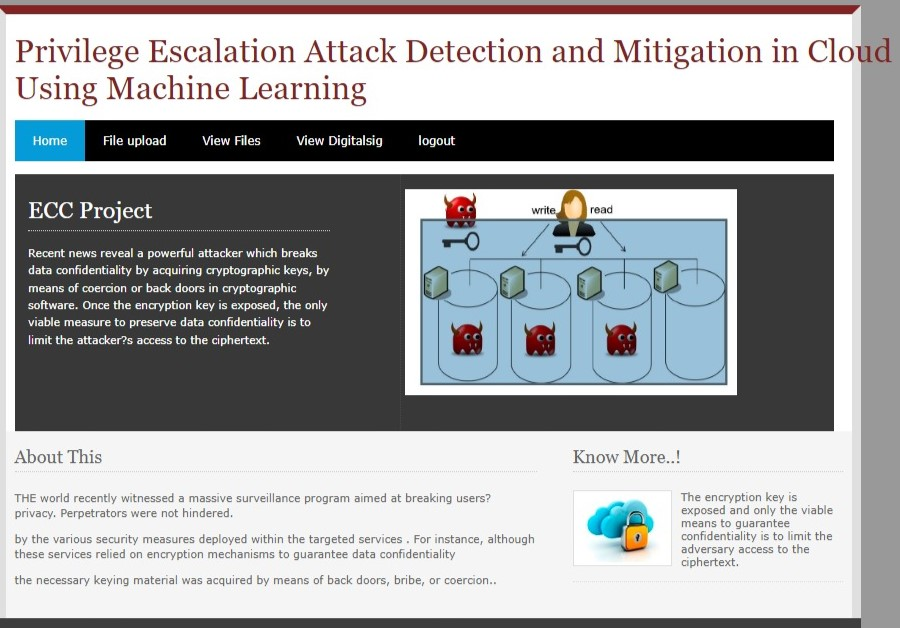 Privilege Escalation Attack Detection and Mitigation in Cloud
Using Machine Learning
Home File upload View Files View Digitalsig logout
ECC Project
Recent news reveal a powerful attacker which breaks
data confidentiality by acquiring cryptographic keys, by
means of coercion or back doors in cryptographic
software. Once the encryption key is exposed, the only
viable measure to preserve data confidentiality is to
limit the attacker?s access to the ciphertext.
write read
About This
THE world recently witnessed a massive surveillance program aimed at breaking users?
privacy. Perpetrators were not hindered.
by the various security measures deployed within the targeted services . For instance, although
these services relied on encryption mechanisms to guarantee data confidentiality
the necessary keying material was acquired by means of back doors, bribe, or coercion..
Know More..!
The encryption key is
exposed and only the viable
means to guarantee
confidentiality is to limit the
adversary access to the
ciphertext.